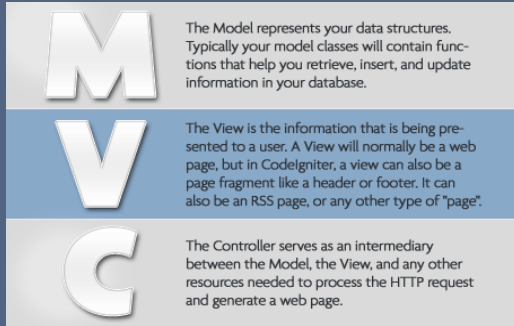 M
The Model represents your data structures.
Typically your model classes will contain func-
tions that help you retrieve, insert, and update
information in your database.
V
The View is the information that is being pre-
sented to a user. A View will normally be a web
page, but in CodeIgniter, a view can also be a
page fragment like a header or footer. It can
also be an RSS page, or any other type of "page".
C
The Controller serves as an intermediary
between the Model, the View, and any other
resources needed to process the HTTP request
and generate a web page.